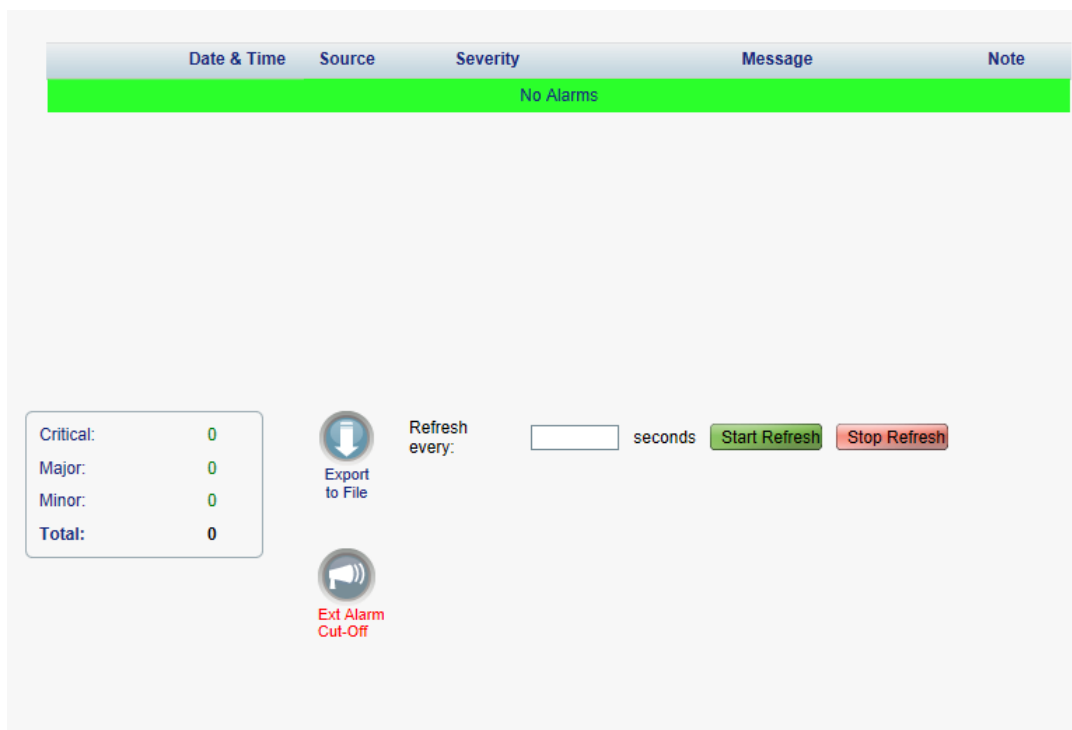 Date & Time Source Severity Message Note
No Alarms
Critical: 0
Major: 0
Minor: 0
Total: 0
Export
to File
Ext Alarm
Cut-Off
Refresh
every:
seconds Start Refresh Stop Refresh